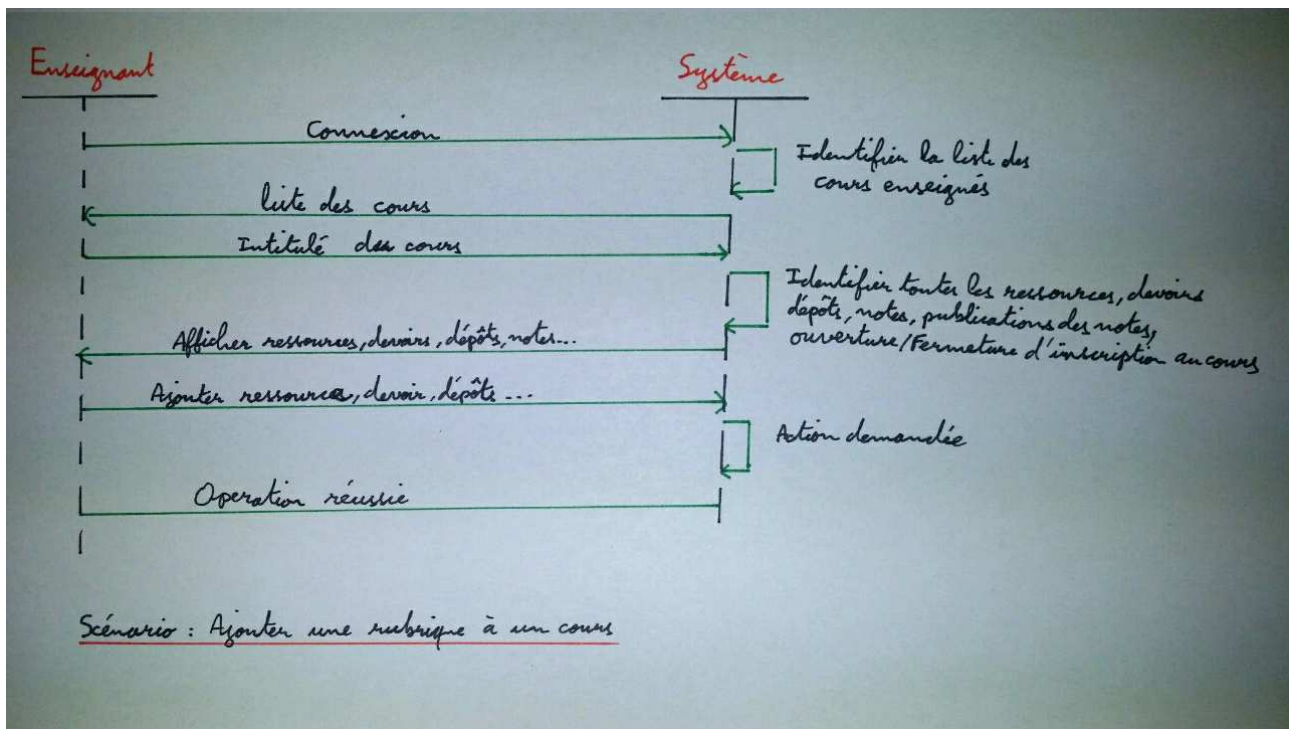 Enseignant
Système
Connexion
Identifier la liste des
cours enseignés
liste des cours
Intitulé des cours
Identifier toutes les ressources, devoirs
dépôts, notes, publications des notes,
ouverture/Fermeture d'inscription au cours
Afficher ressources, devoirs, dépôts, notes...
Ajouter ressource, devoir, dépôts ...
Action demandée
Operation réussie
Scénario : Ajouter une rubrique à un cours